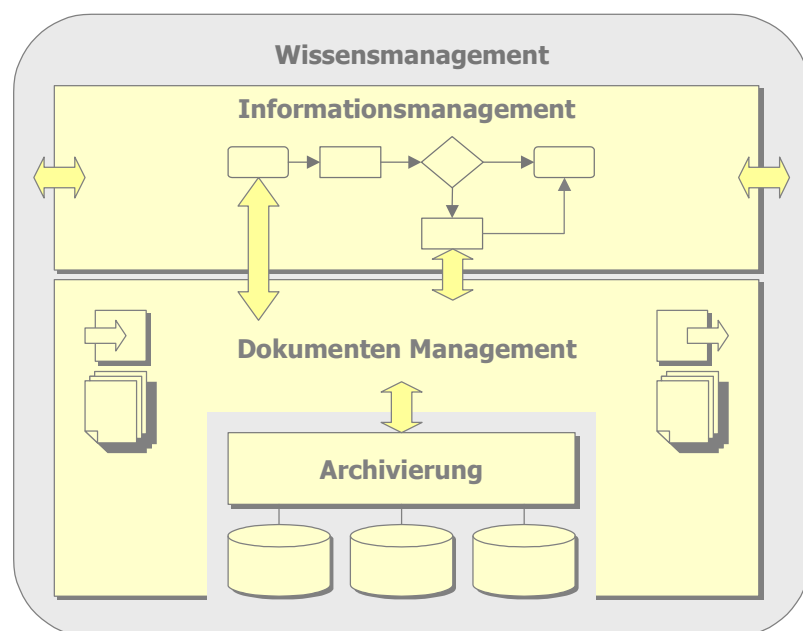 Wissensmanagement
Informationsmanagement
Dokumenten Management
Archivierung